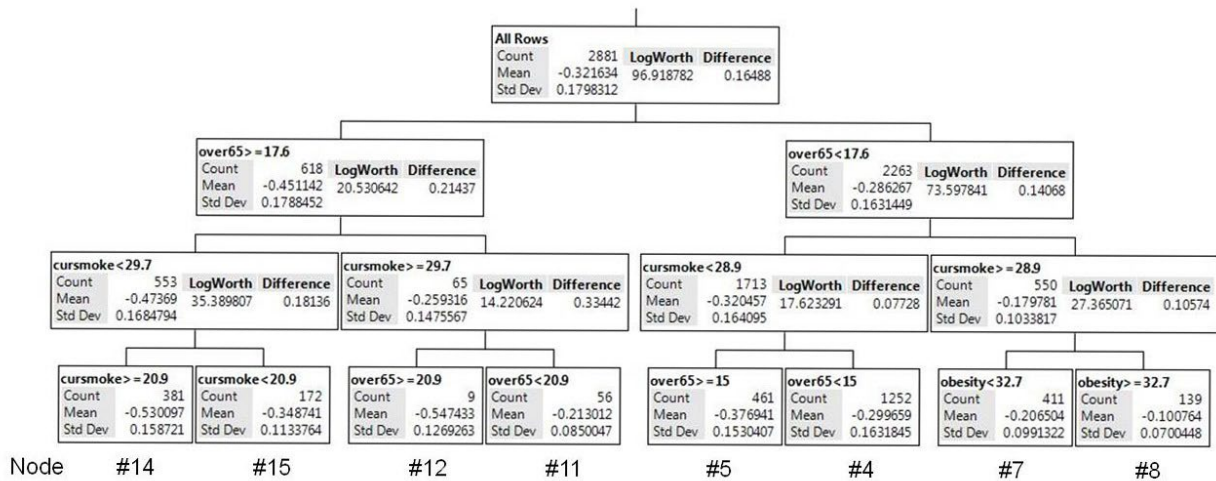 All Rows
Count 2881 LogWorth Difference
Mean -0.321634 96.918782 0.16488
Std Dev 0.1798312
over65>=17.6
Count 618 LogWorth Difference
Mean -0.451142 20.530642 0.21437
Std Dev 0.1788452
over65<17.6
Count 2263 LogWorth Difference
Mean -0.286267 73.597841 0.14068
Std Dev 0.1631449
cursmoke<29.7
Count 553 LogWorth Difference
Mean -0.47369 35.389807 0.18136
Std Dev 0.1684794
cursmoke>=29.7
Count 65 LogWorth Difference
Mean -0.259316 14.220624 0.33442
Std Dev 0.1475567
cursmoke<28.9
Count 1713 LogWorth Difference
Mean -0.320457 17.623291 0.07728
Std Dev 0.164095
cursmoke>=28.9
Count 550 LogWorth Difference
Mean -0.179781 27.365071 0.10574
Std Dev 0.1033817
cursmoke>=20.9
Count 381
Mean -0.530097
Std Dev 0.158721
cursmoke<20.9
Count 172
Mean -0.348741
Std Dev 0.1133764
over65>=20.9
Count 9
Mean -0.547433
Std Dev 0.1269263
over65<20.9
Count 56
Mean -0.213012
Std Dev 0.0850047
over65>=15
Count 461
Mean -0.376941
Std Dev 0.1530407
over65<15
Count 1252
Mean -0.299659
Std Dev 0.1631845
obesity<32.7
Count 411
Mean -0.206504
Std Dev 0.0991322
obesity>=32.7
Count 139
Mean -0.100764
Std Dev 0.0700448
Node #14 #15 #12 #11 #5 #4 #7 #8